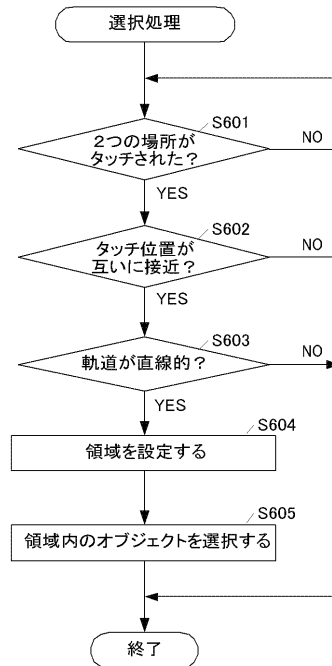 選択処理
S601
2つの場所が
タッチされた?
NO
YES
S602
タッチ位置が
互いに接近?
NO
YES
S603
軌道が直線的?
NO
YES
S604
領域を設定する
S605
領域内のオブジェクトを選択する
終了